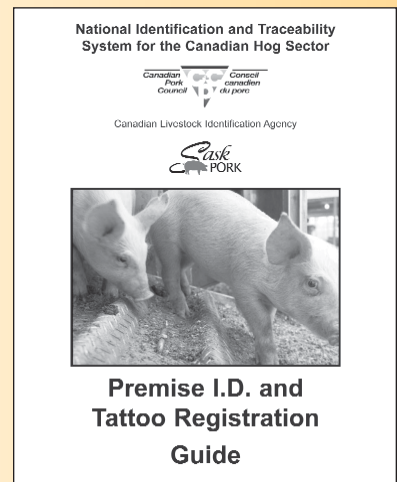 National Identification and Traceability
System for the Canadian Hog Sector
Canadian
Pork
Council
Conseil
canadien
du porc
Canadian Livestock Identification Agency
Sask
PORK
Premise I.D. and
Tattoo Registration
Guide